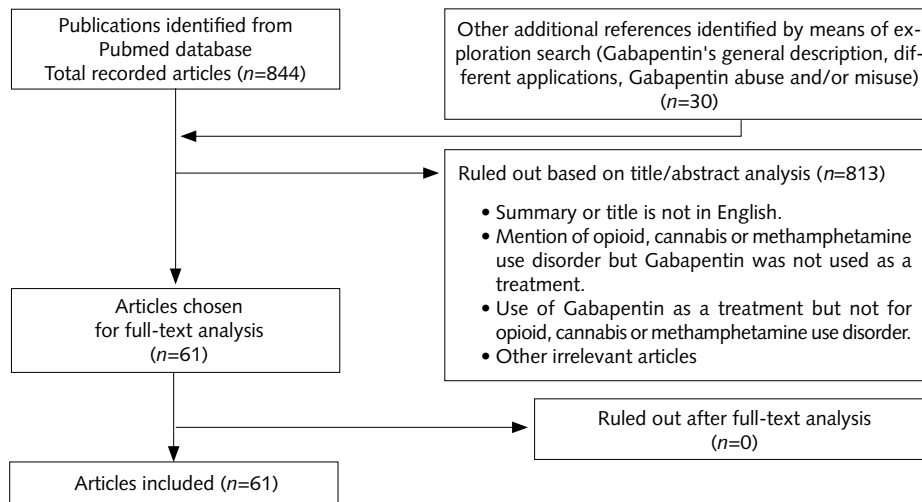 Publications identified from
Pubmed database
Total recorded articles (n=844)
Other additional references identified by means of ex-
ploration search (Gabapentin's general description, dif-
ferent applications, Gabapentin abuse and/or misuse)
(n=30)
Ruled out based on title/abstract analysis (n=813)
• Summary or title is not in English.
• Mention of opioid, cannabis or methamphetamine
use disorder but Gabapentin was not used as a
treatment.
• Use of Gabapentin as a treatment but not for
opioid, cannabis or methamphetamine use disorder.
• Other irrelevant articles
Articles chosen
for full-text analysis
(n=61)
Ruled out after full-text analysis
(n=0)
Articles included (n=61)